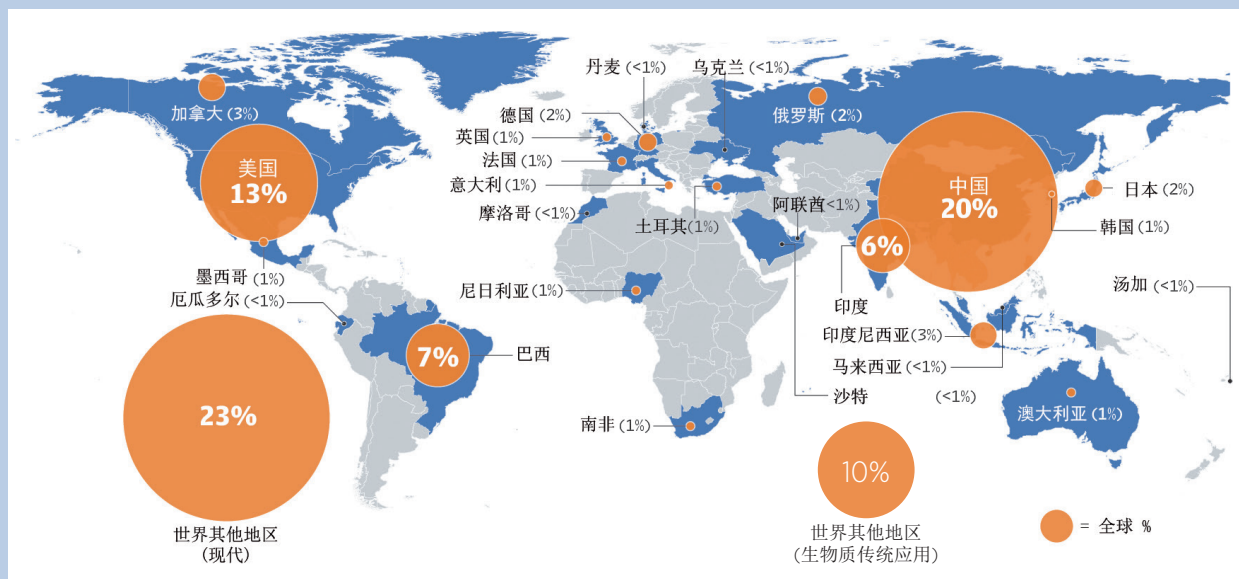 丹麦 (<1%)
乌克兰 (<1%)
加拿大 (3%)
德国 (2%)
俄罗斯 (2%)
英国 (1%)
美国
13%
法国 (1%)
中国
20%
意大利 (1%)
日本 (2%)
摩洛哥 (<1%)
土耳其(1%)
阿联酋<1%)
韩国 (1%)
6%
墨西哥 (1%)
印度
汤加 (<1%)
厄瓜多尔 (<1%)
尼日利亚 (1%)
印度尼西亚(3%)
7%
巴西
马来西亚 (<1%)
沙特 (<1%)
23%
南非 (1%)
澳大利亚 (1%)
10%
世界其他地区
(现代)
世界其他地区
(生物质传统应用)
= 全球 %